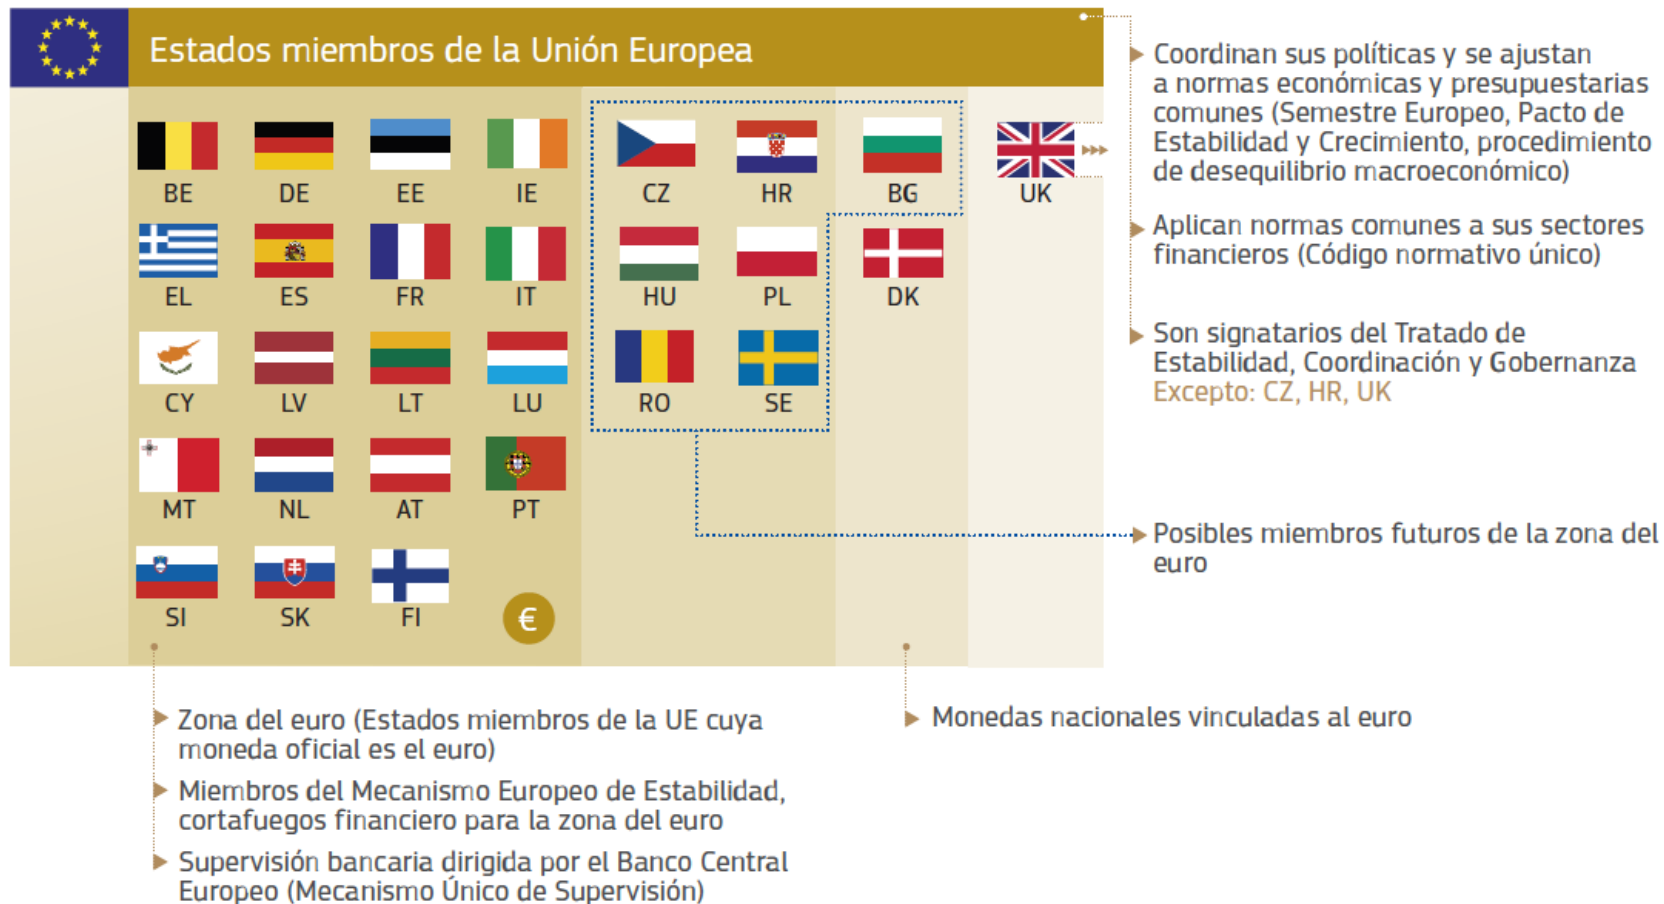 Estados miembros de la Unión Europea
BE DE EE IE CZ HR BG UK
EL ES FR IT HU PL DK
CY LV LT LU RO SE
MT NL AT PT
SI SK FI €
Coordinan sus políticas y se ajustan
a normas económicas y presupuestarias
comunes (Semestre Europeo, Pacto de
Estabilidad y Crecimiento, procedimiento
de desequilibrio macroeconómico)
Aplican normas comunes a sus sectores
financieros (Código normativo único)
Son signatarios del Tratado de
Estabilidad, Coordinación y Gobernanza
Excepto: CZ, HR, UK
Posibles miembros futuros de la zona del
euro
Zona del euro (Estados miembros de la UE cuya
moneda oficial es el euro)
Miembros del Mecanismo Europeo de Estabilidad,
cortafuegos financiero para la zona del euro
Supervisión bancaria dirigida por el Banco Central
Europeo (Mecanismo Único de Supervisión)
Monedas nacionales vinculadas al euro